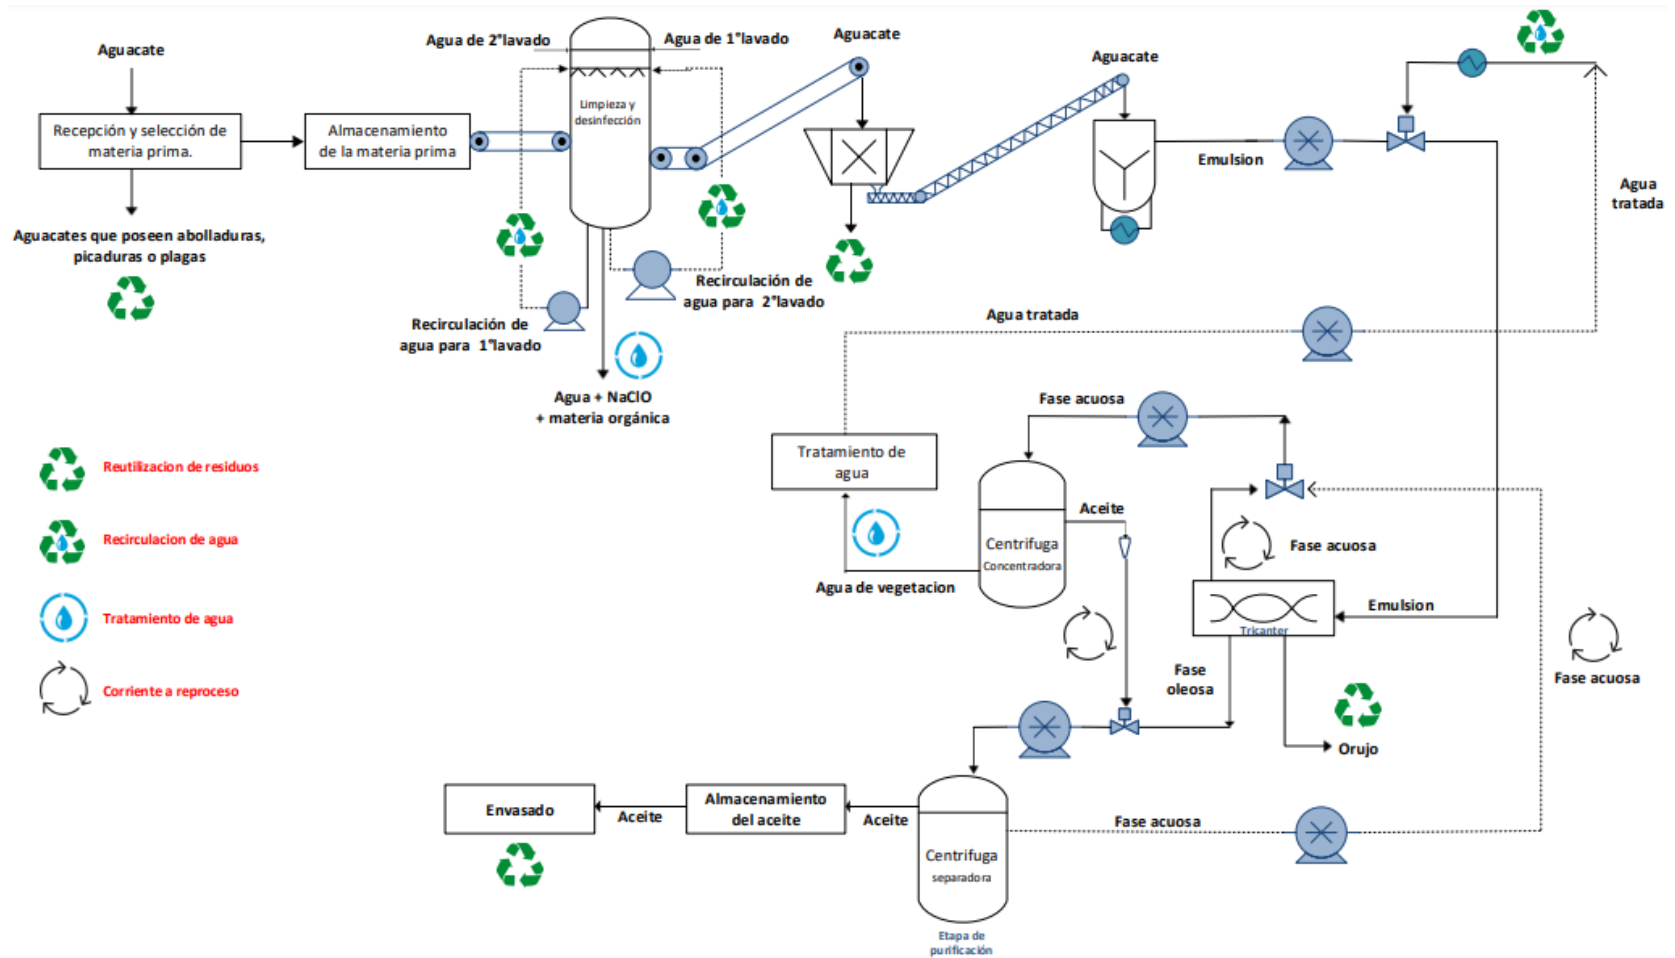 Aguacate
Recepción y selección de
materia prima.
Aguacates que poseen abolladuras,
picaduras o plagas
Almacenamiento
de la materia prima
Agua de 2°lavado
Agua de 1°lavado
Limpieza y
desinfección
Recirculación de
agua para 1°lavado
Recirculación de
agua para 2°lavado
Agua + NaClO
+ materia orgánica
Aguacate
Aguacate
Emulsion
Agua
tratada
Agua tratada
Fase acuosa
Tratamiento de
agua
Agua de vegetacion
Centrifuga
Concentradora
Aceite
Fase acuosa
Tricanter
Emulsion
Fase
oleosa
Orujo
Fase acuosa
Fase acuosa
Centrifuga
separadora
Etapa de
purificación
Aceite
Almacenamiento
del aceite
Aceite
Envasado
Reutilizacion de residuos
Recirculacion de agua
Tratamiento de agua
Corriente a reproceso